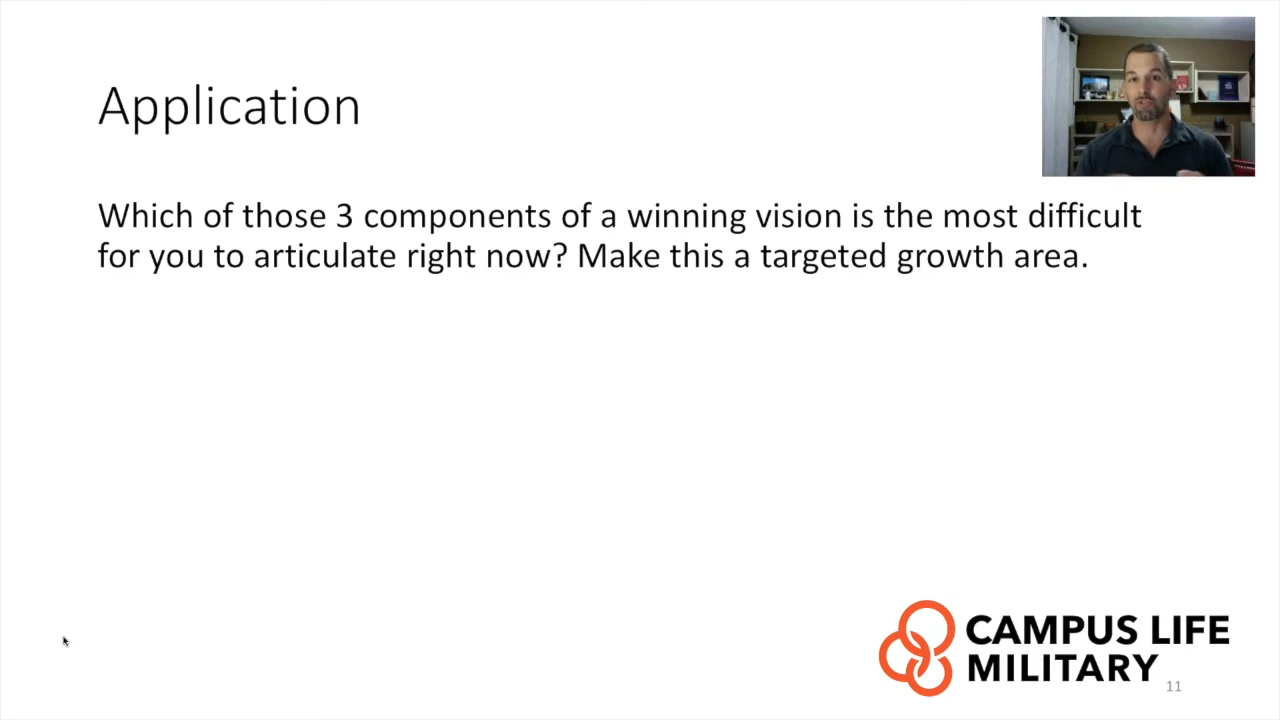 Application
Which of those 3 components of a winning vision is the most difficult
for you to articulate right now? Make this a targeted growth area.
CAMPUS LIFE
MILITARY
11